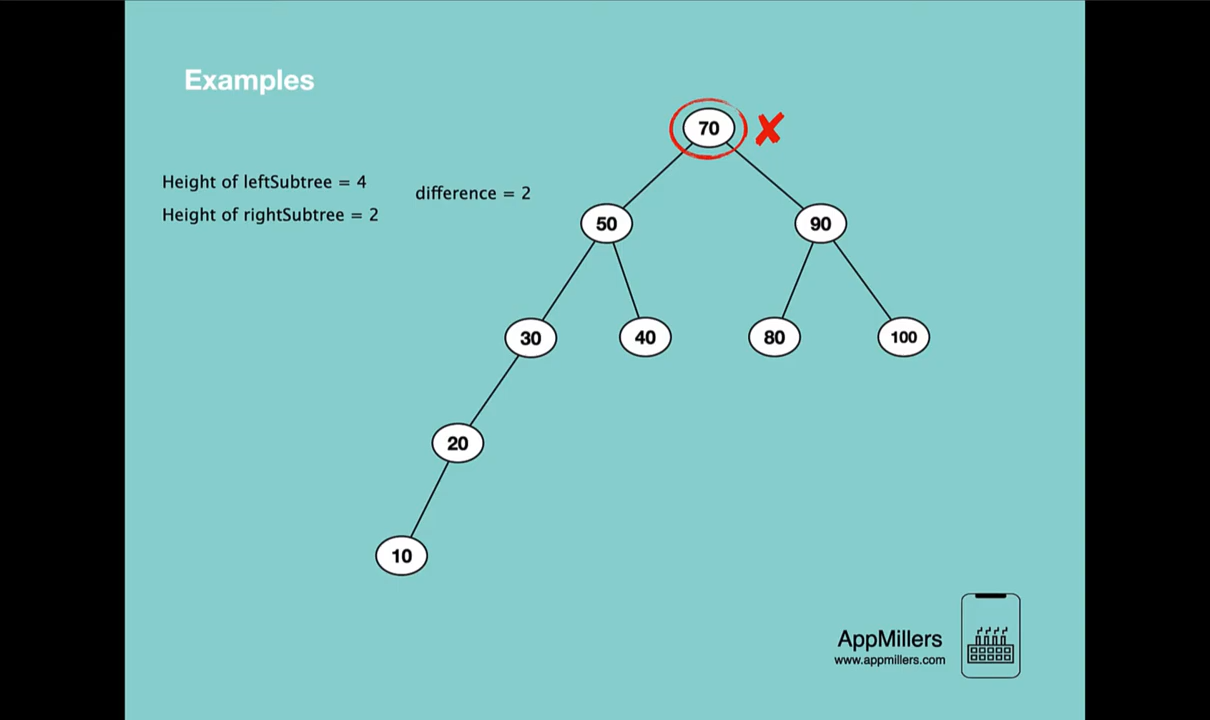 Examples
70
Height of leftSubtree = 4
difference = 2
Height of rightSubtree = 2
50
90
30
40
80
100
20
10
AppMillers
www.appmillers.com